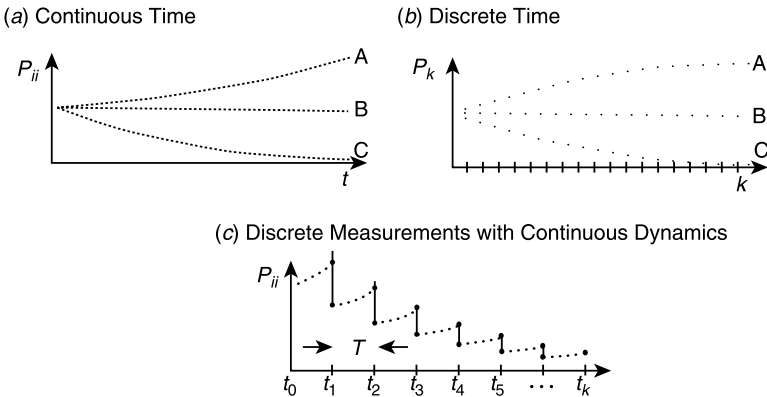 (a) Continuous Time
(b) Discrete Time
P_ii
A
B
C
t
P_k
A
B
C
k
(c) Discrete Measurements with Continuous Dynamics
P_ii
T
t_0 t_1 t_2 t_3 t_4 t_5 ... t_k